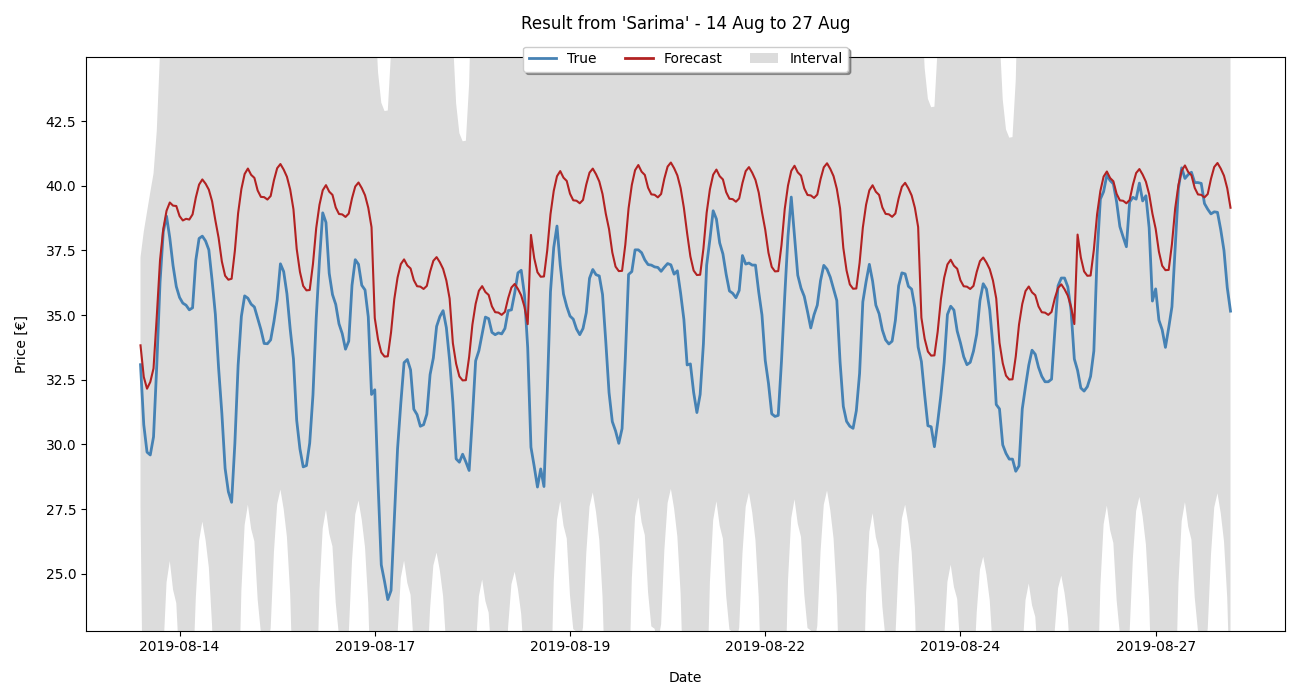 Result from 'Sarima' - 14 Aug to 27 Aug
True Forecast Interval
42.5
40.0
37.5
35.0
32.5
30.0
27.5
25.0
Price [€]
2019-08-14 2019-08-17 2019-08-19 2019-08-22 2019-08-24 2019-08-27
Date